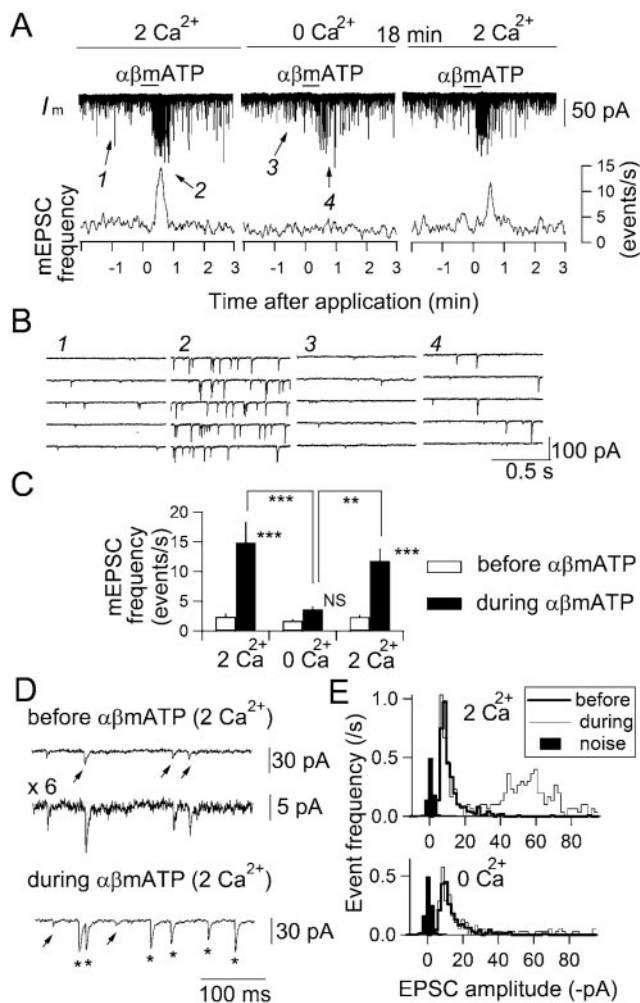 A
2 Ca2+ 0 Ca2+ 18 min 2 Ca2+
αβmATP αβmATP αβmATP
Im
50 pA
1 2 3 4
15
10
5
0
(events/s)
mEPSC frequency
-1 0 1 2 3 -1 0 1 2 3 -1 0 1 2 3
Time after application (min)
B
1 2 3 4
100 pA
0.5 s
C
mEPSC frequency (events/s)
20
15
10
5
0
*** **
*** NS ***
2 Ca2+ 0 Ca2+ 2 Ca2+
before αβmATP
during αβmATP
D
before αβmATP (2 Ca2+)
30 pA
x 6
5 pA
during αβmATP (2 Ca2+)
30 pA
** * * * *
100 ms
E
Event frequency (/s)
1.0
0.5
0.0
2 Ca2+
before
during
noise
0 20 40 60 80
0.5
0.0
0 Ca2+
0 20 40 60 80
EPSC amplitude (-pA)